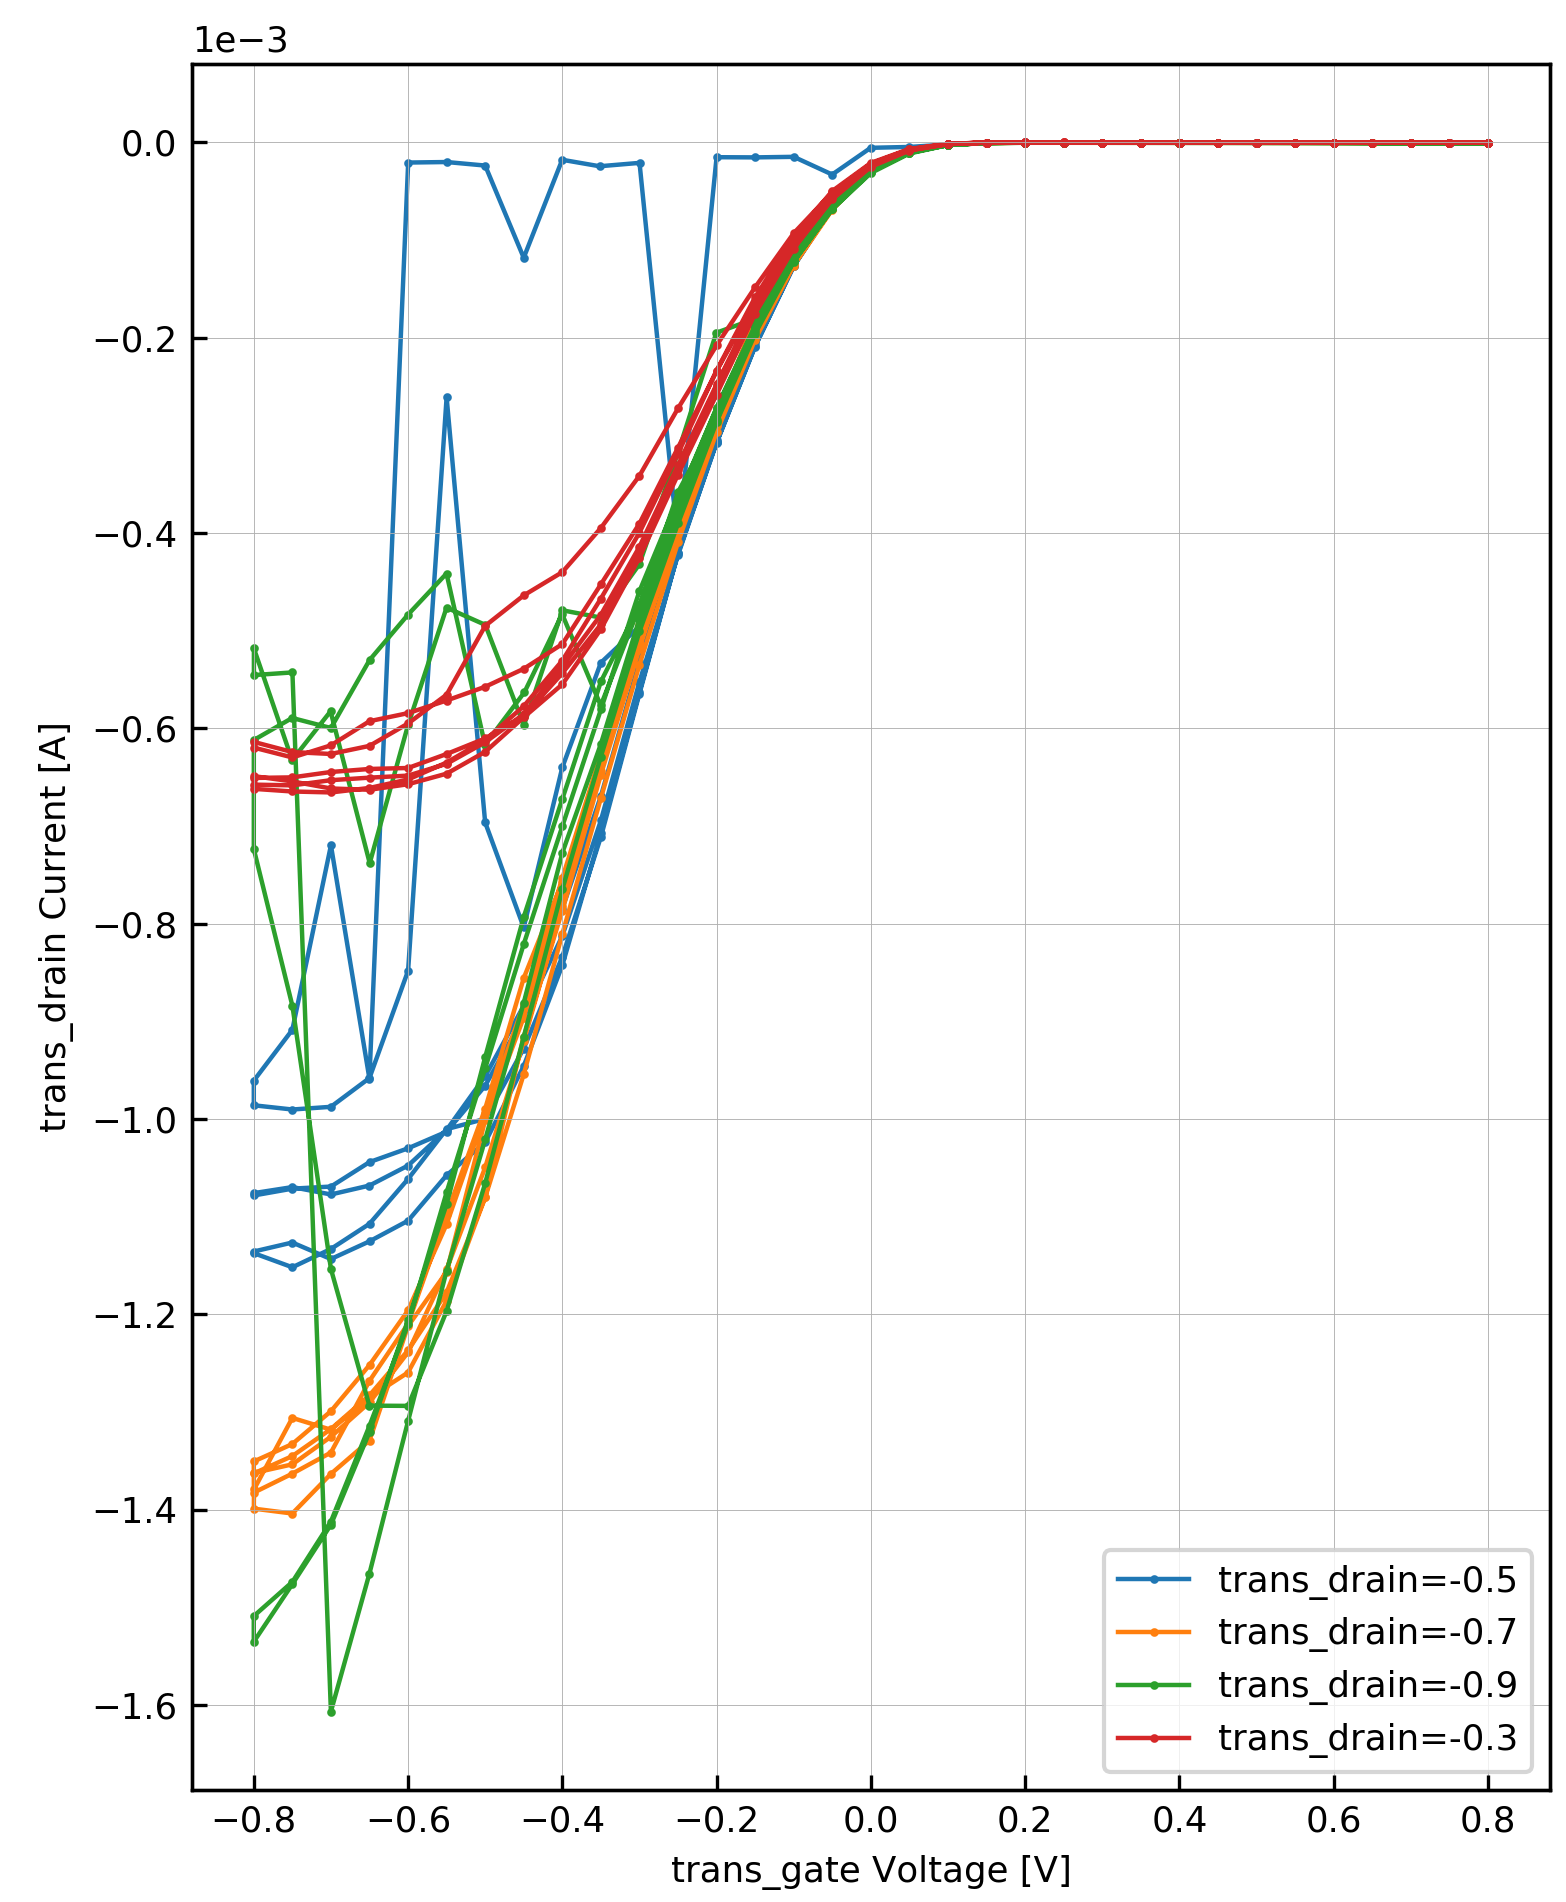 1e−3
0.0
−0.2
−0.4
−0.6
−0.8
−1.0
−1.2
−1.4
−1.6
trans_drain Current [A]
−0.8 −0.6 −0.4 −0.2 0.0 0.2 0.4 0.6 0.8
trans_gate Voltage [V]
trans_drain=-0.5
trans_drain=-0.7
trans_drain=-0.9
trans_drain=-0.3